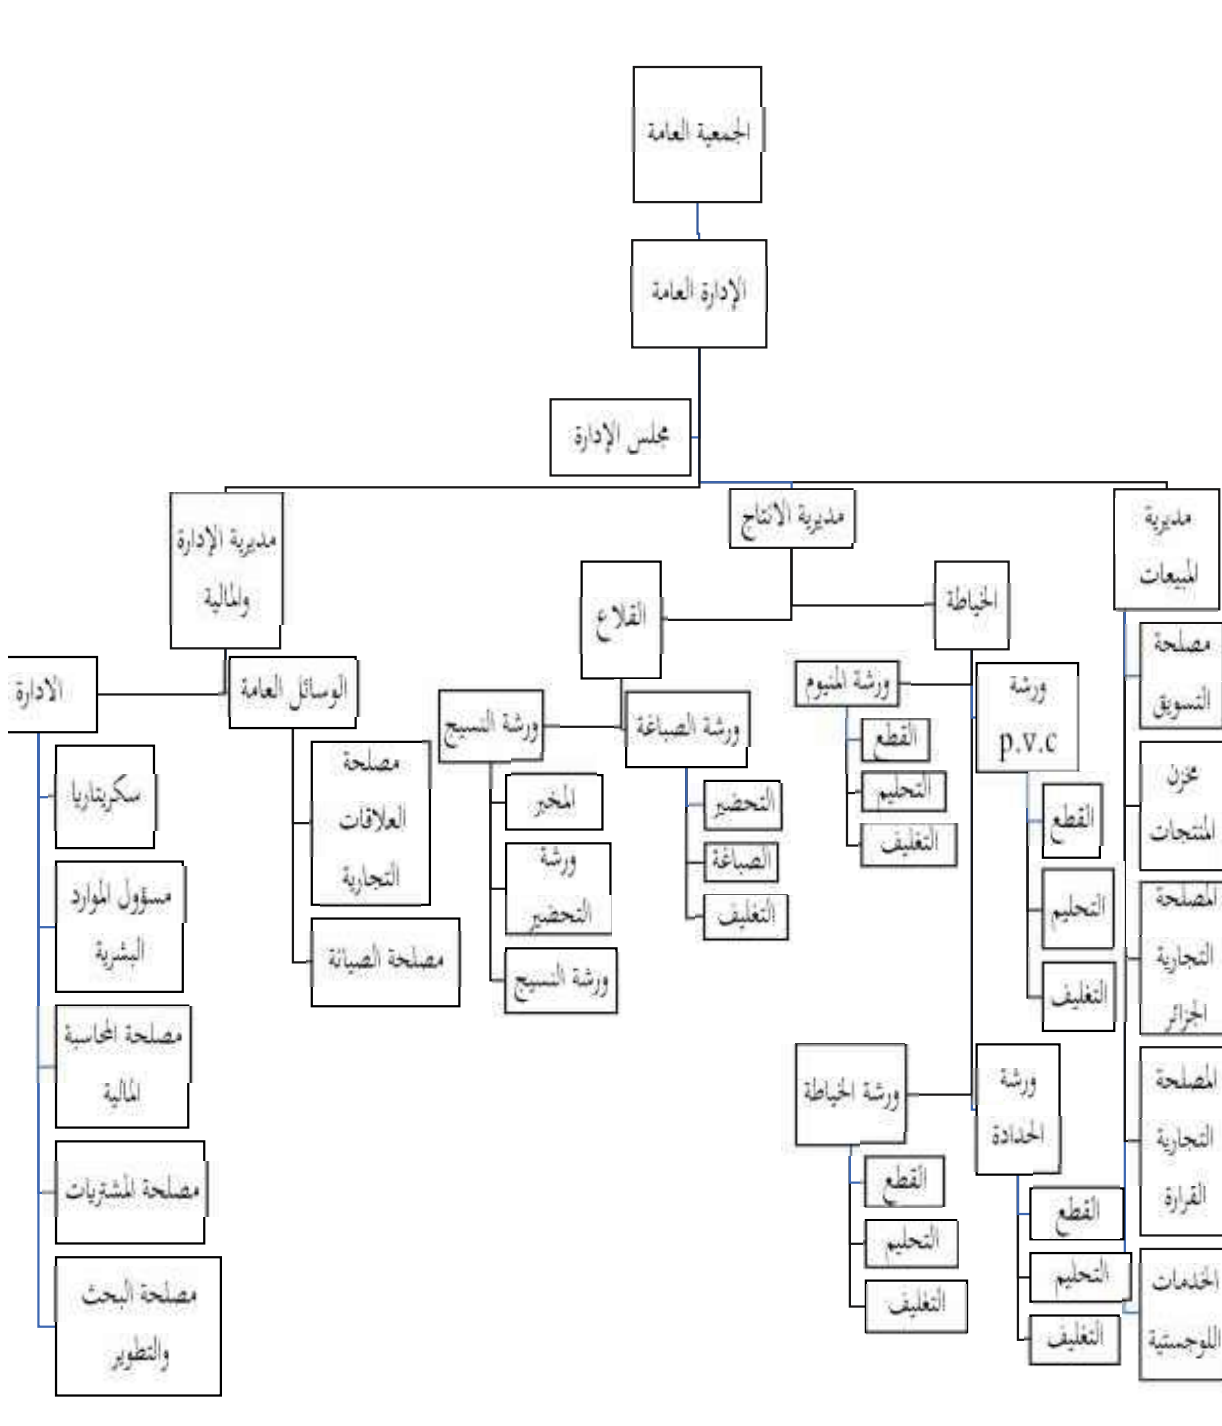 الجمعية العامة
الإدارة العامة
مجلس الإدارة
مديرية
المبيعات
مصلحة
التسويق
مخزن
المنتجات
المصلحة
التجارية
الجزائر
المصلحة
التجارية
القرارة
الخدمات
اللوجستية
مديرية الانتاج
الخياطة
ورشة
p.v.c
القطع
التحليم
التغليف
ورشة المنيوم
القطع
التحليم
التغليف
ورشة
الحدادة
القطع
التحليم
التغليف
ورشة الخياطة
القطع
التحليم
التغليف
القلاع
ورشة الصباغة
التحضير
الصباغة
التغليف
ورشة النسيج
المخبر
ورشة
التحضير
ورشة النسيج
مديرية الإدارة
والمالية
الوسائل العامة
مصلحة
العلاقات
التجارية
مصلحة الصيانة
الادارة
سكريتاريا
مسؤول الموارد
البشرية
مصلحة المحاسبة
المالية
مصلحة المشتريات
مصلحة البحث
والتطوير